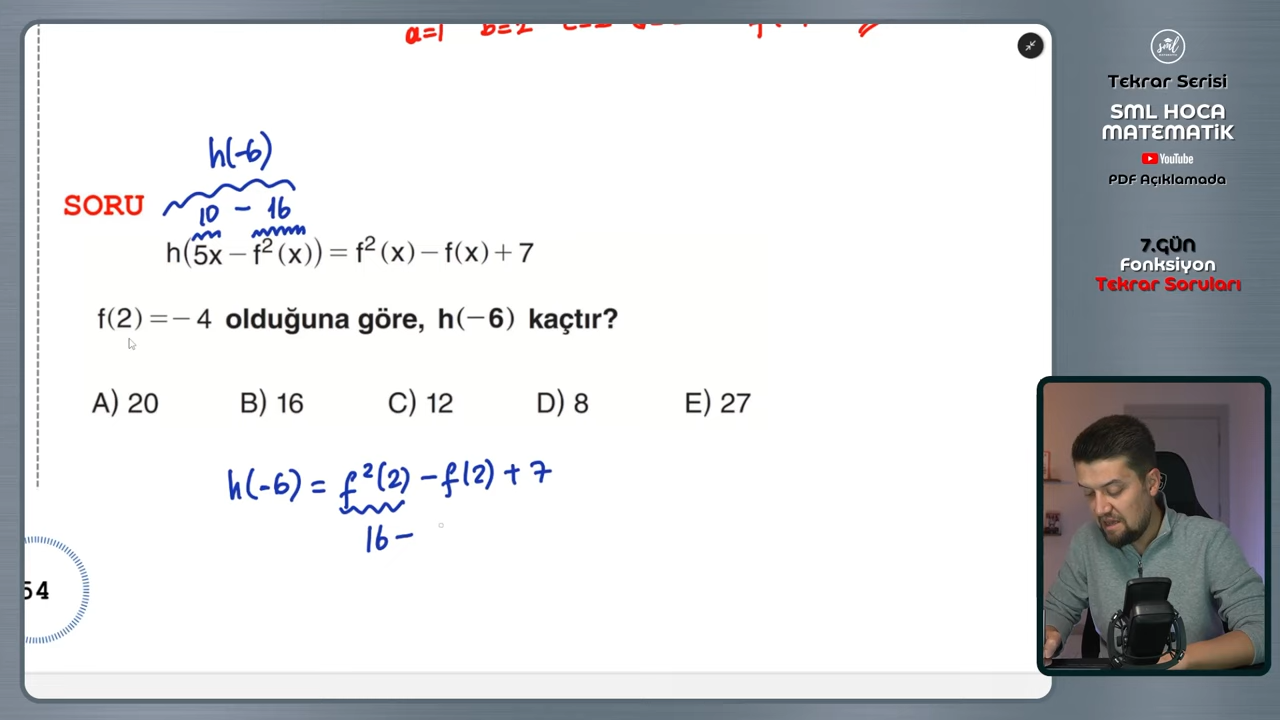 a=1 b=2
h(-6)
SORU
10 - 16
h(5x - f²(x)) = f²(x) - f(x) + 7
f(2) = - 4 olduğuna göre, h(-6) kaçtır?
A) 20 B) 16 C) 12 D) 8 E) 27
h(-6) = f²(2) - f(2) + 7
16 -
54
sml
Tekrar Serisi
SML HOCA
MATEMATİK
YouTube
PDF Açıklamada
7.GÜN
Fonksiyon
Tekrar Soruları